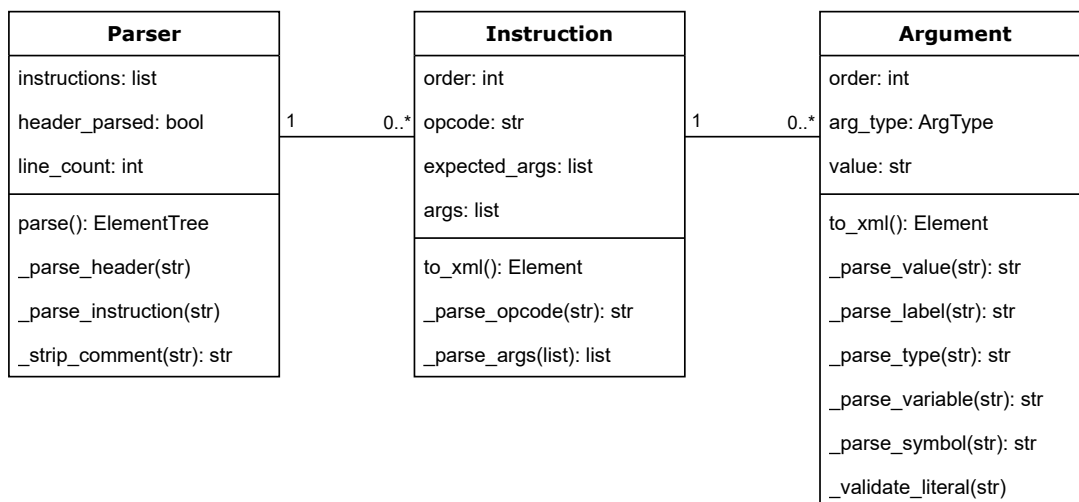 Parser
instructions: list
header_parsed: bool
line_count: int
parse(): ElementTree
_parse_header(str)
_parse_instruction(str)
_strip_comment(str): str
1
0..*
Instruction
order: int
opcode: str
expected_args: list
args: list
to_xml(): Element
_parse_opcode(str): str
_parse_args(list): list
1
0..*
Argument
order: int
arg_type: ArgType
value: str
to_xml(): Element
_parse_value(str): str
_parse_label(str): str
_parse_type(str): str
_parse_variable(str): str
_parse_symbol(str): str
_validate_literal(str)